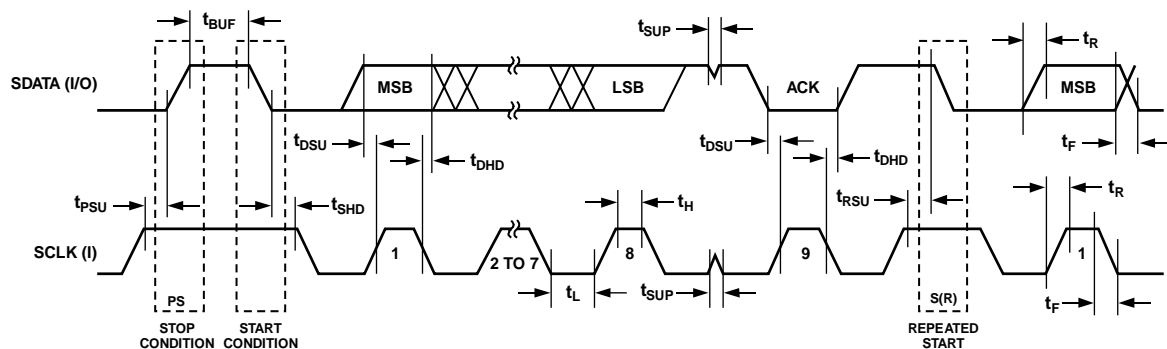 tBUF
tSUP
tR
SDATA (I/O)
MSB
LSB
ACK
MSB
tDSU
tDHD
tDSU
tDHD
tF
tPSU
tSHD
tH
tRSU
tR
SCLK (I)
1
2 TO 7
8
9
1
PS
tL
tSUP
S(R)
tF
STOP CONDITION
START CONDITION
REPEATED START